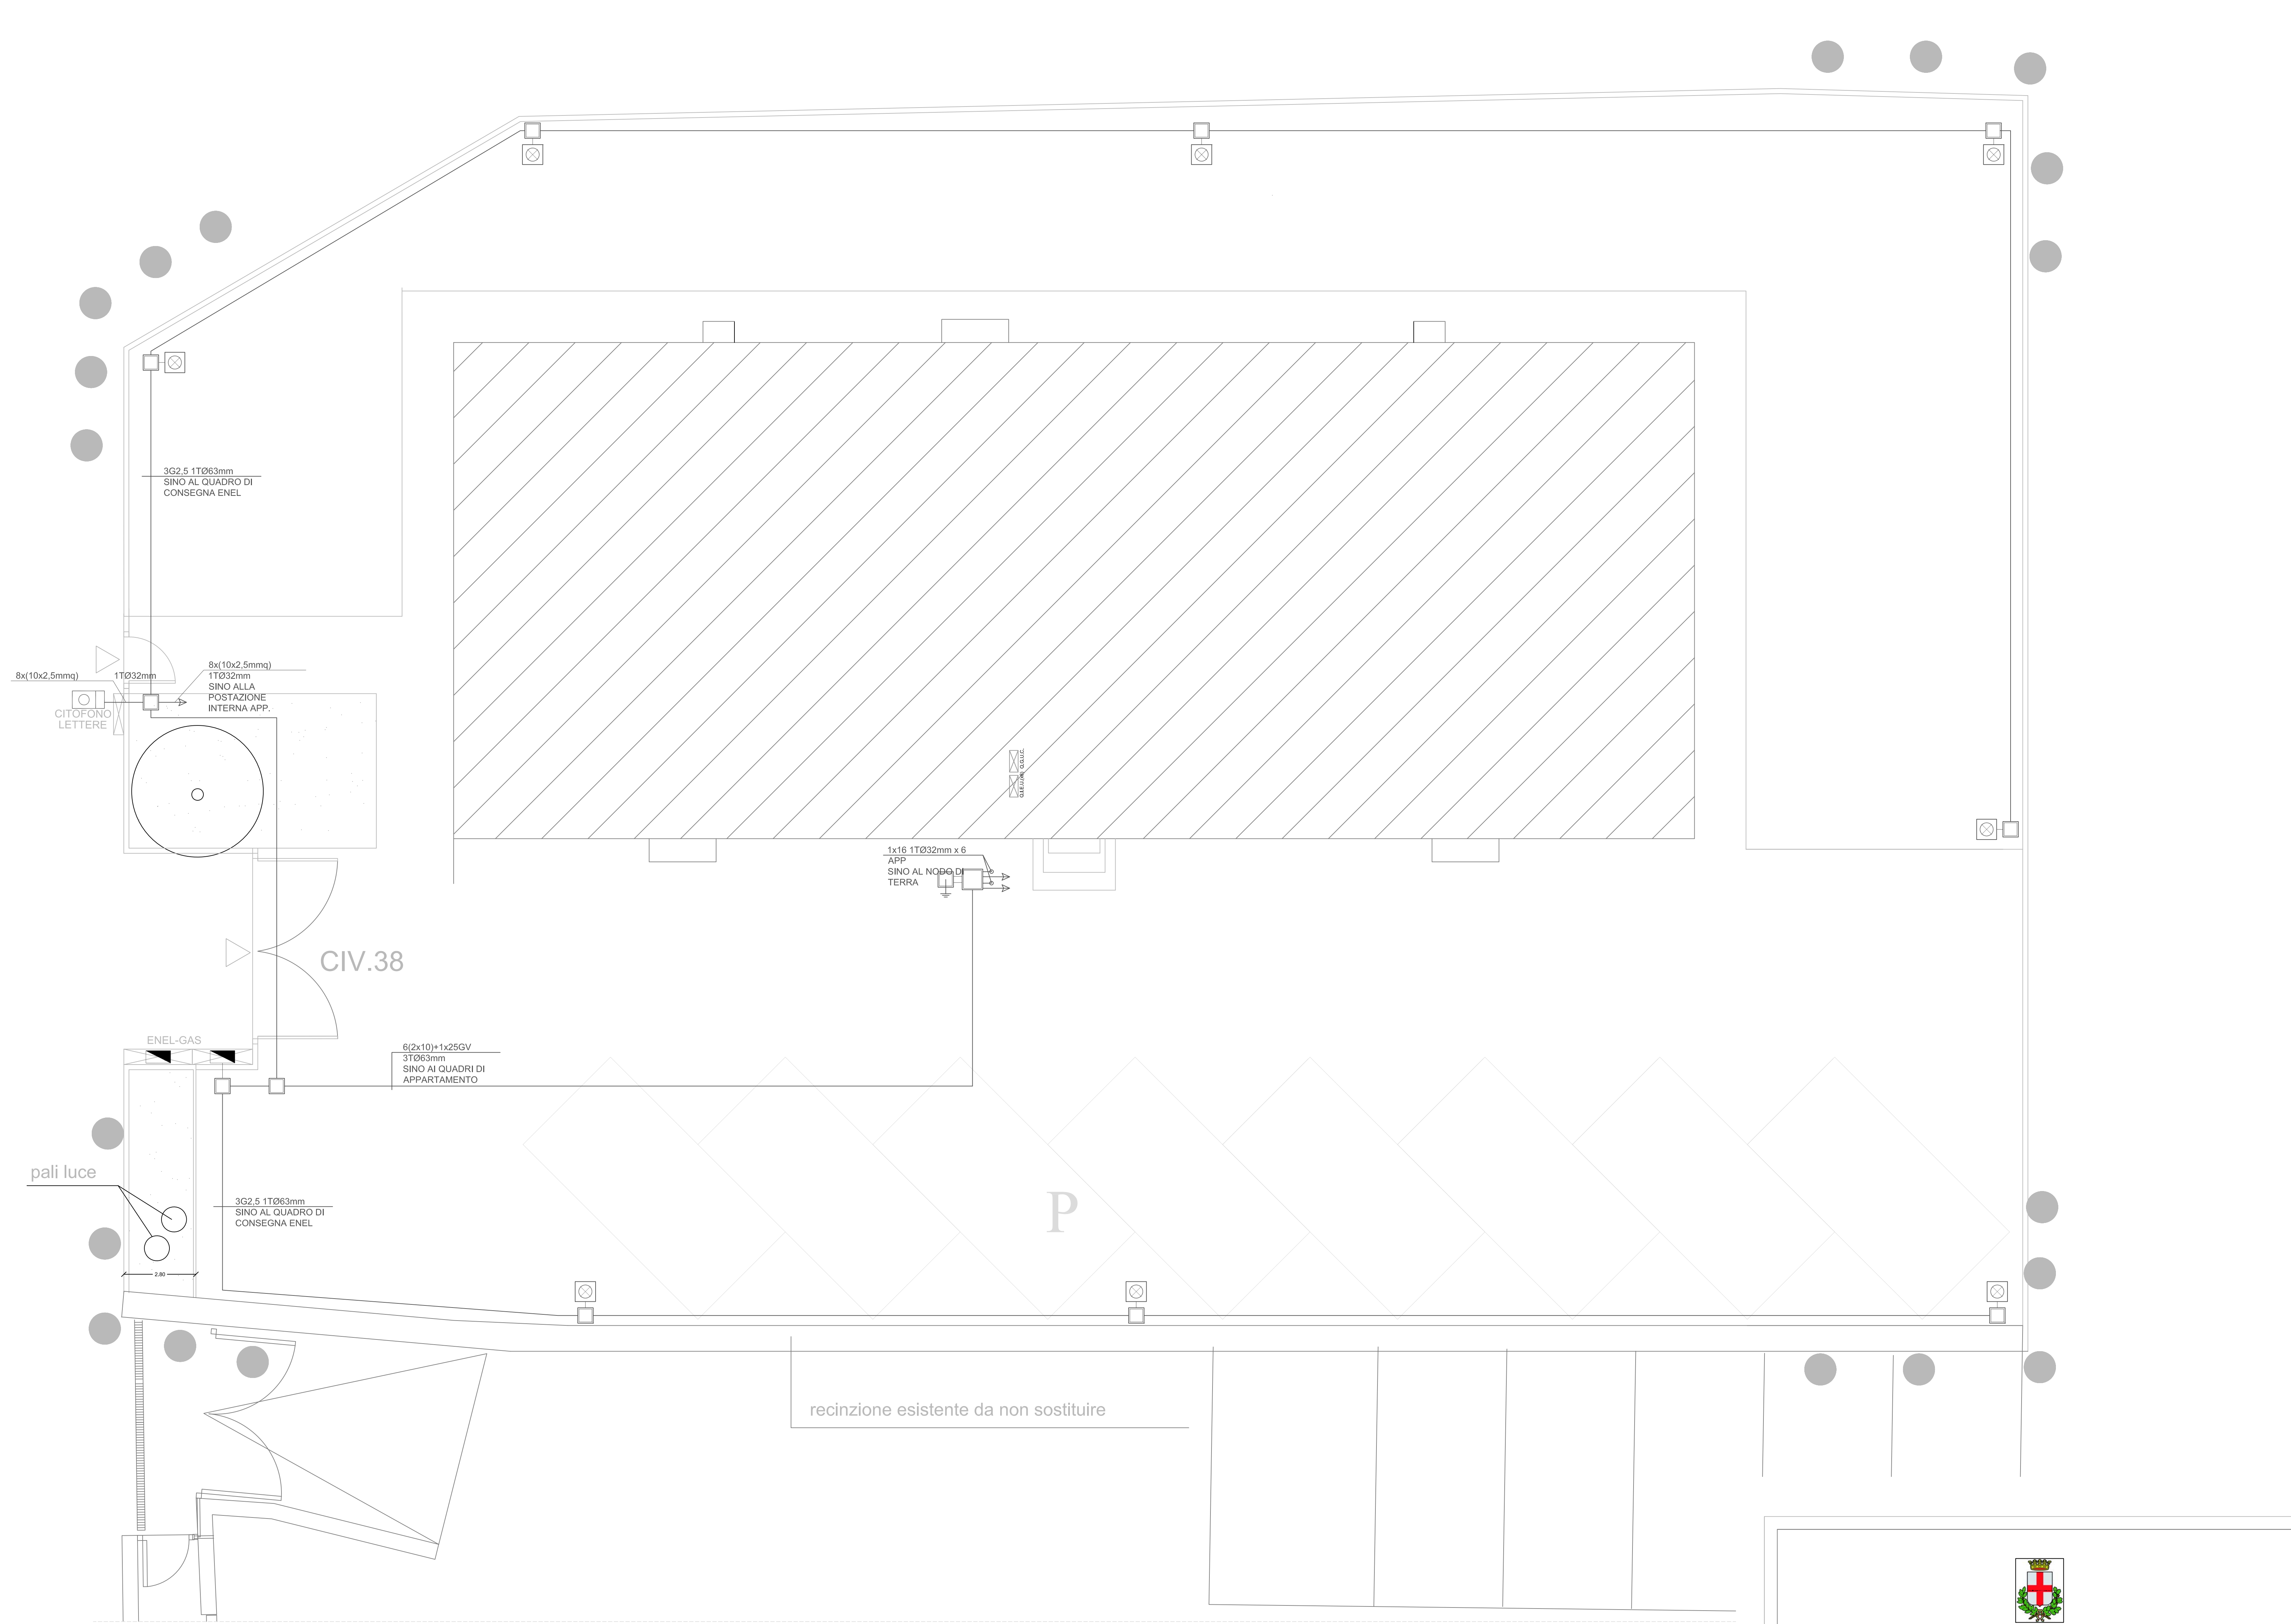 3G2,5 1TØ63mm
SINO AL QUADRO DI
CONSEGNA ENEL
8x(10x2,5mmq)
1TØ32mm
8x(10x2,5mmq)
1TØ32mm
SINO ALLA
POSTAZIONE
INTERNA APP.
CITOFONO
LETTERE
1x16 1TØ32mm x 6
APP
SINO AL NODO DI
TERRA
CIV.38
ENEL-GAS
6(2x10)+1x25GV
3TØ63mm
SINO AI QUADRI DI
APPARTAMENTO
pali luce
3G2,5 1TØ63mm
SINO AL QUADRO DI
CONSEGNA ENEL
P
2.80
recinzione esistente da non sostituire